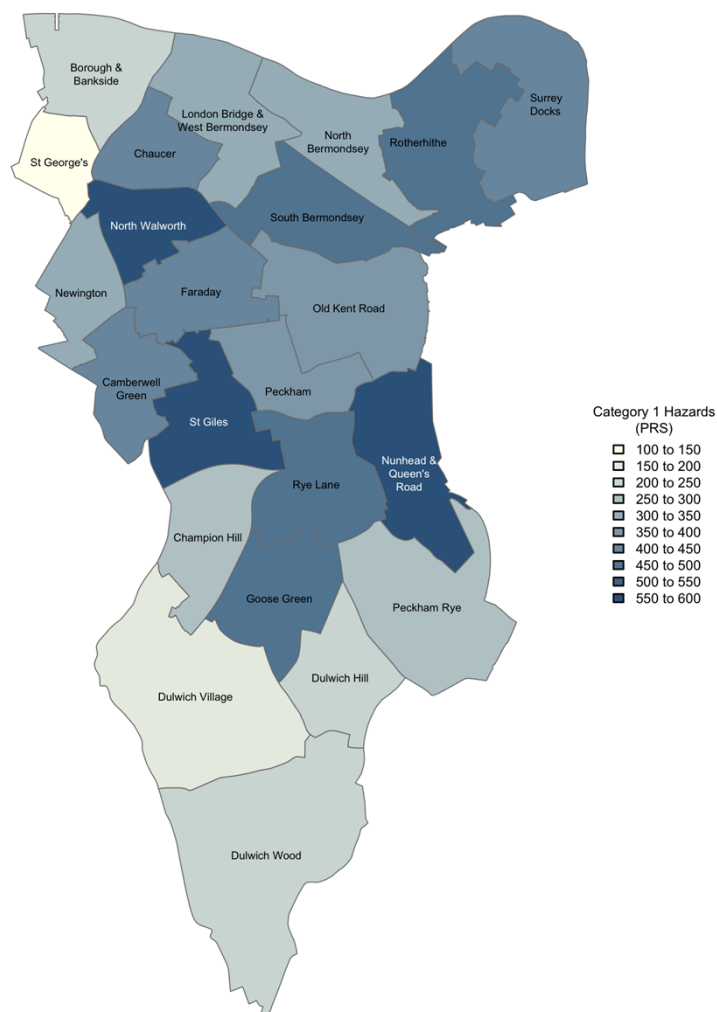 Borough &
Bankside
London Bridge &
West Bermondsey
Surrey
Docks
North
Bermondsey
Rotherhithe
Chaucer
St George's
South Bermondsey
North Walworth
Newington
Faraday
Old Kent Road
Camberwell
Green
Peckham
St Giles
Nunhead &
Queen's
Road
Rye Lane
Champion Hill
Goose Green
Peckham Rye
Dulwich Hill
Dulwich Village
Dulwich Wood
Category 1 Hazards
(PRS)
100 to 150
150 to 200
200 to 250
250 to 300
300 to 350
350 to 400
400 to 450
450 to 500
500 to 550
550 to 600